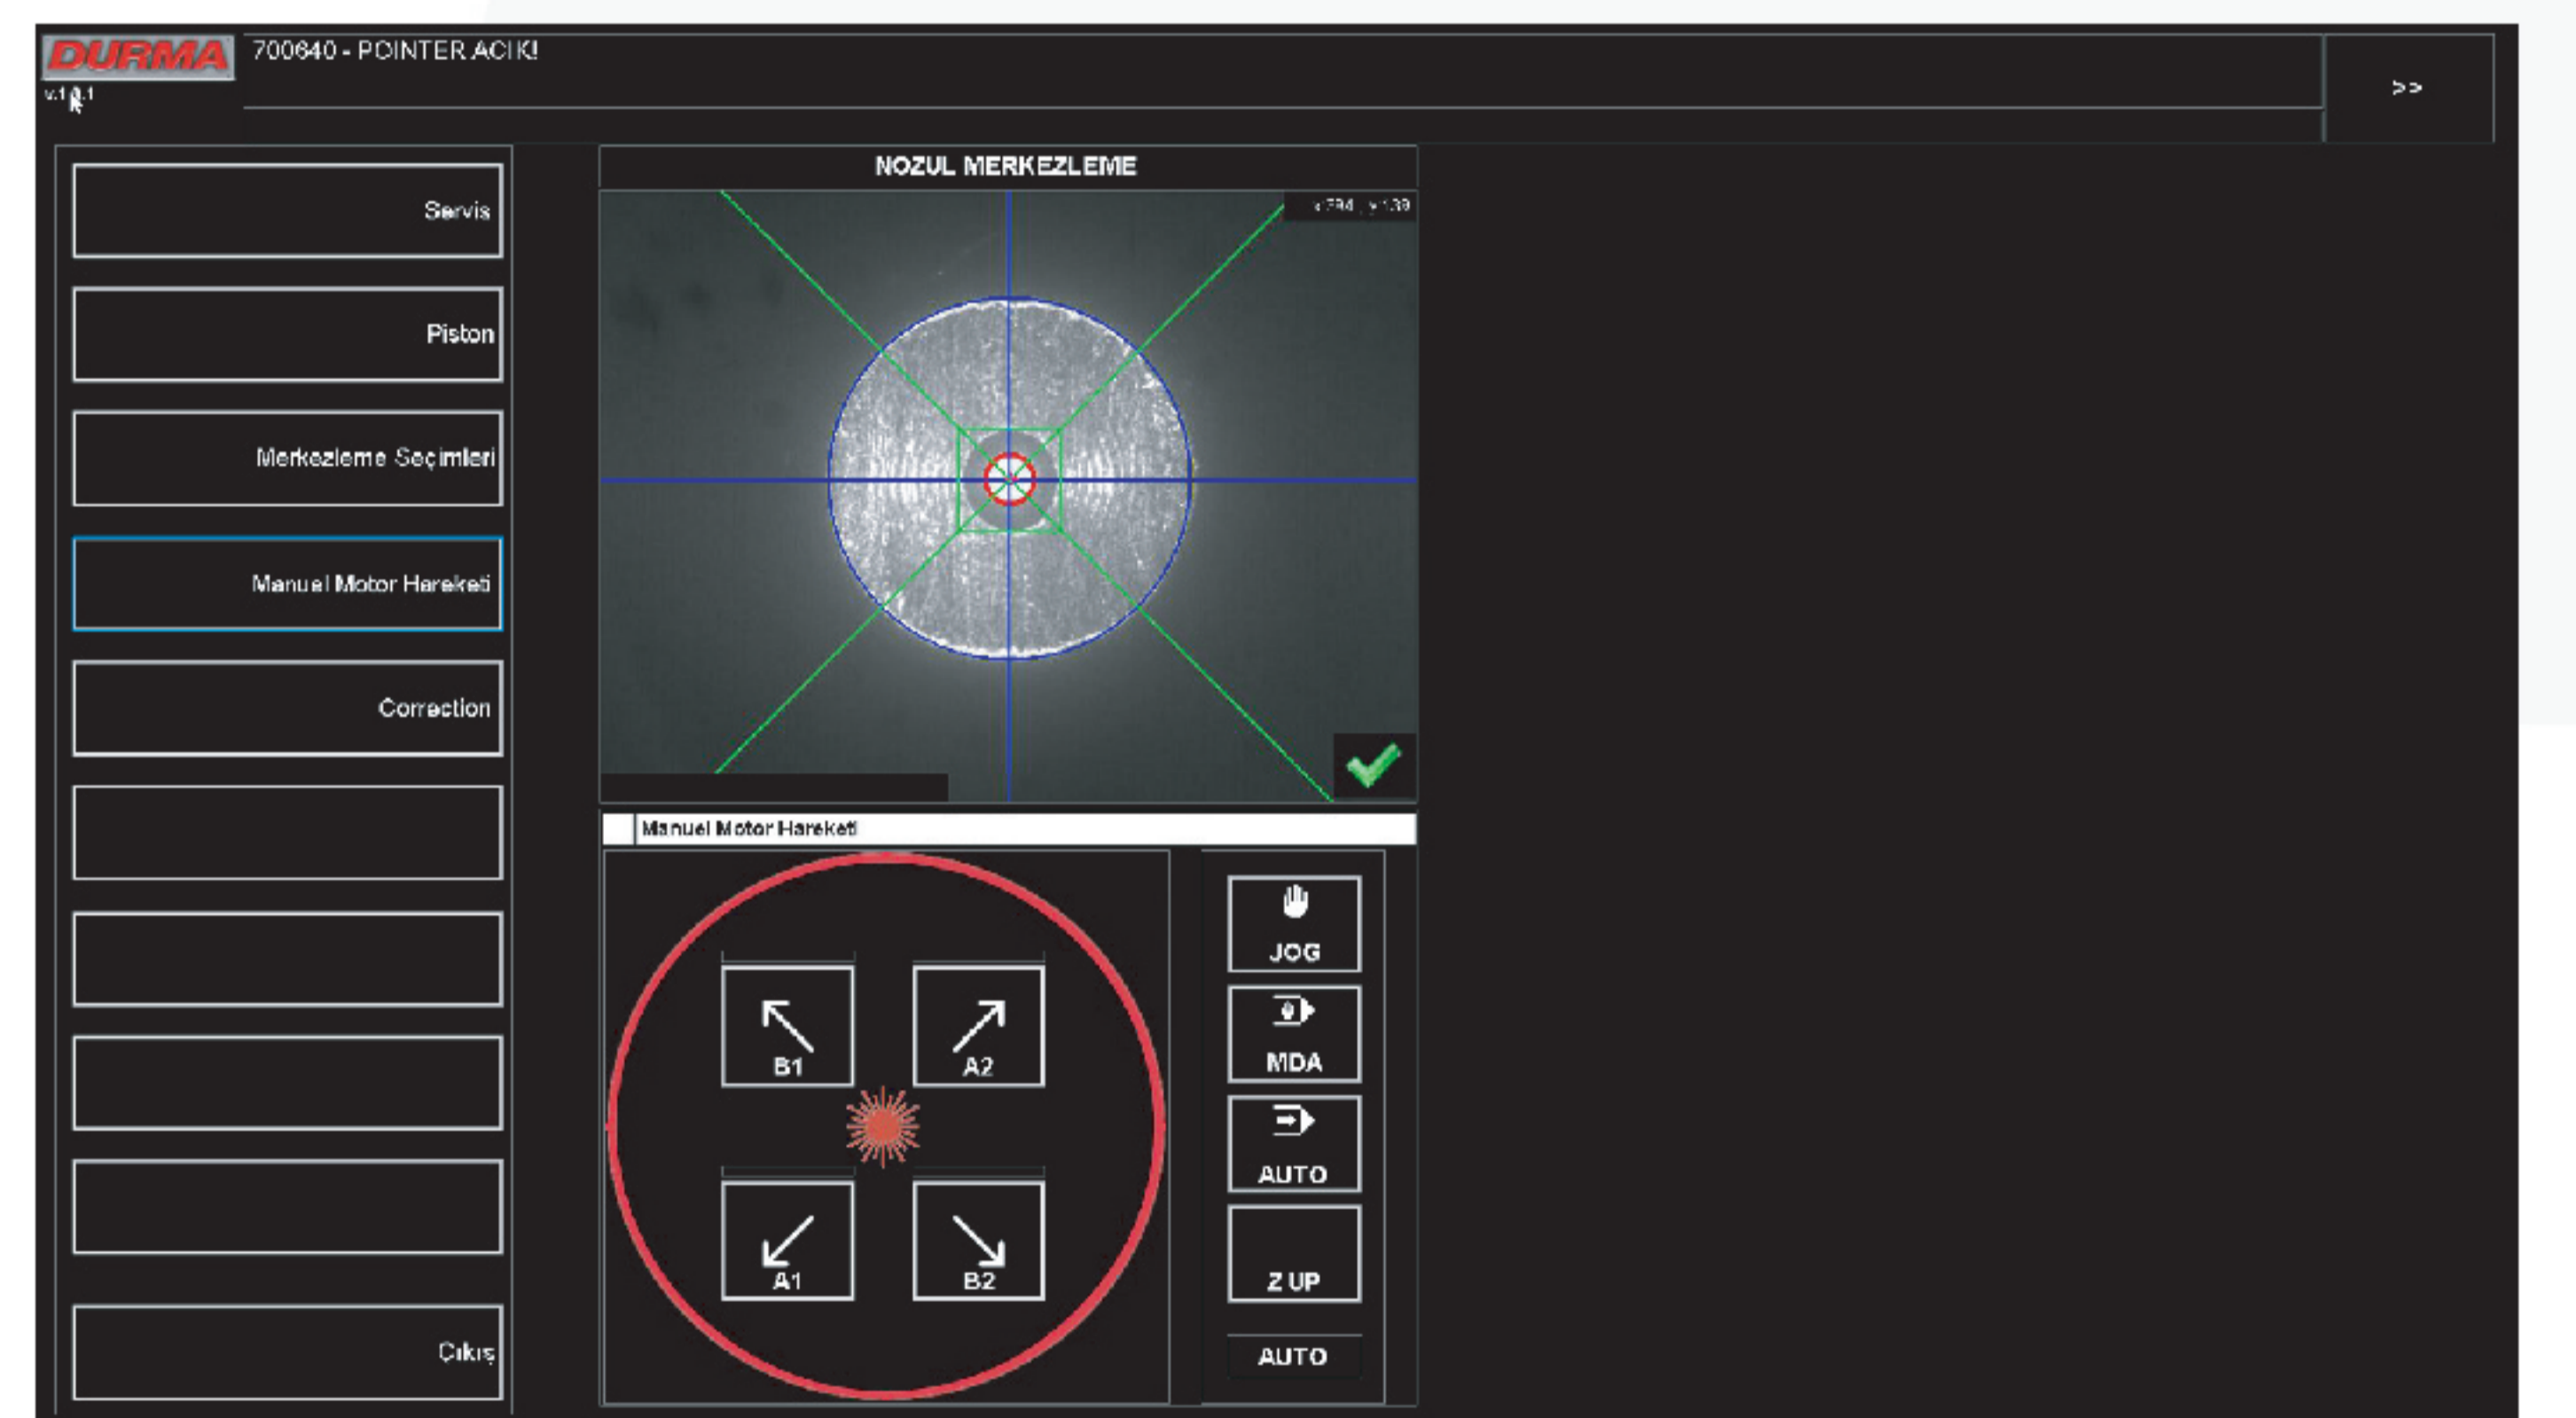 DURMA
700640 - POINTER ACIK!
>>
NOZUL MERKEZLEME
Servis
Piston
Merkezleme Seçimleri
Manuel Motor Hareketi
Correction
Çıkış
Manuel Motor Hareketi
B1
A2
A1
B2
JOG
MDA
AUTO
Z UP
AUTO